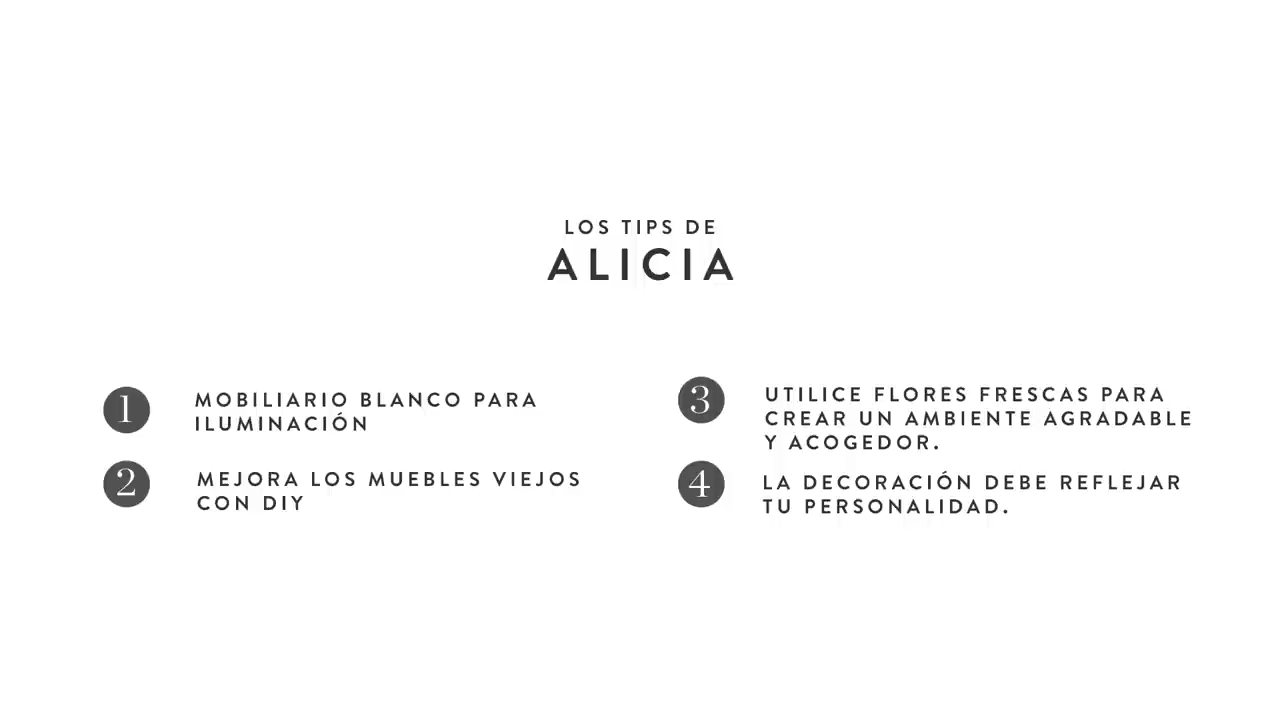 LOS TIPS DE
ALICIA
1
MOBILIARIO BLANCO PARA
ILUMINACIÓN
2
MEJORA LOS MUEBLES VIEJOS
CON DIY
3
UTILICE FLORES FRESCAS PARA
CREAR UN AMBIENTE AGRADABLE
Y ACOGEDOR.
4
LA DECORACIÓN DEBE REFLEJAR
TU PERSONALIDAD.